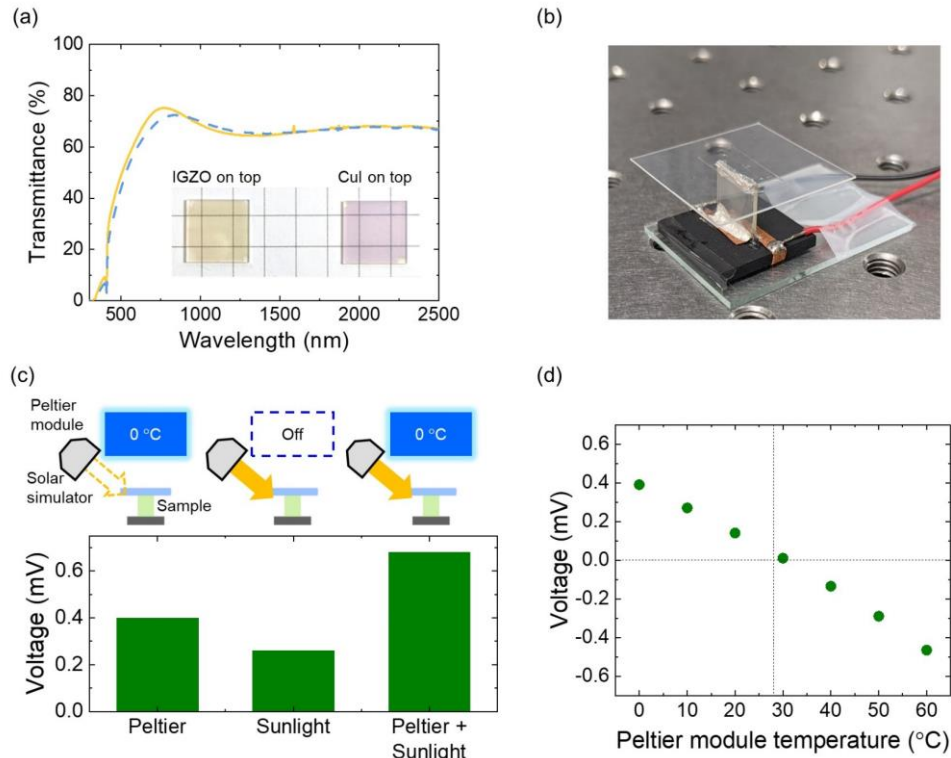 (a)
100
80
60
40
20
0
Transmittance (%)
IGZO on top
CuI on top
500
1000
1500
2000
2500
Wavelength (nm)
(b)
(c)
Peltier
module
0 °C
Off
0 °C
Solar
simulator
Sample
0.6
0.4
0.2
0.0
Voltage (mV)
Peltier
Sunlight
Peltier +
Sunlight
(d)
0.6
0.4
0.2
0.0
-0.2
-0.4
-0.6
Voltage (mV)
0
10
20
30
40
50
60
Peltier module temperature (°C)